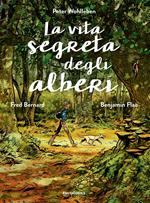 Peter Wohlleben
La vita
segreta
degli
alberi
Fred Bernard
Benjamin Flao